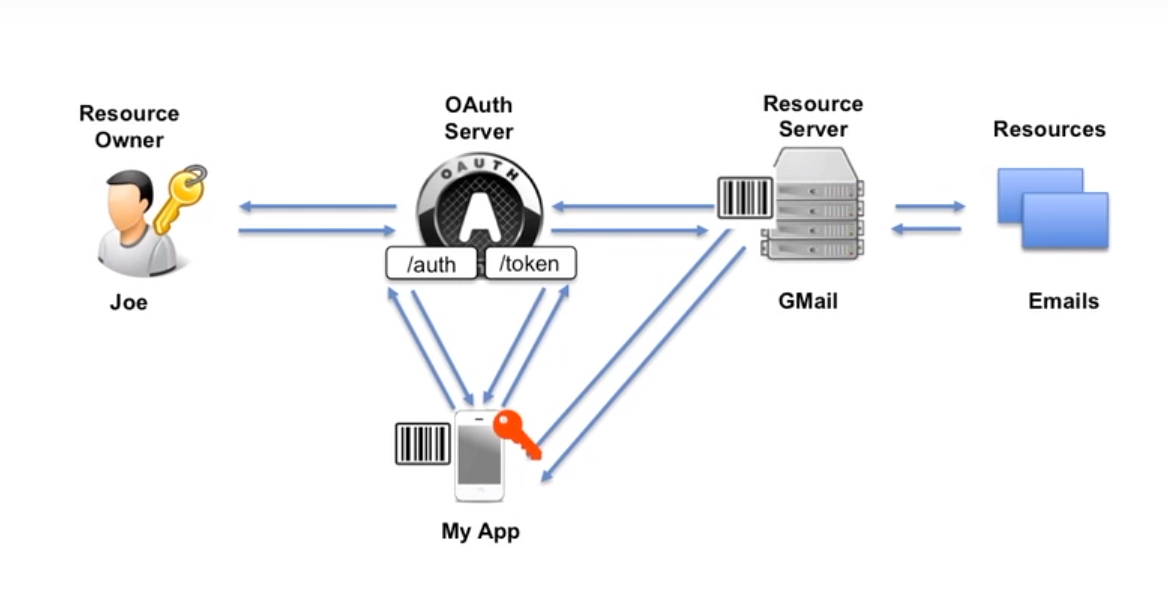 Resource
Owner
OAuth
Server
Resource
Server
Resources
OAUTH
A
/auth
/token
Joe
GMail
Emails
My App